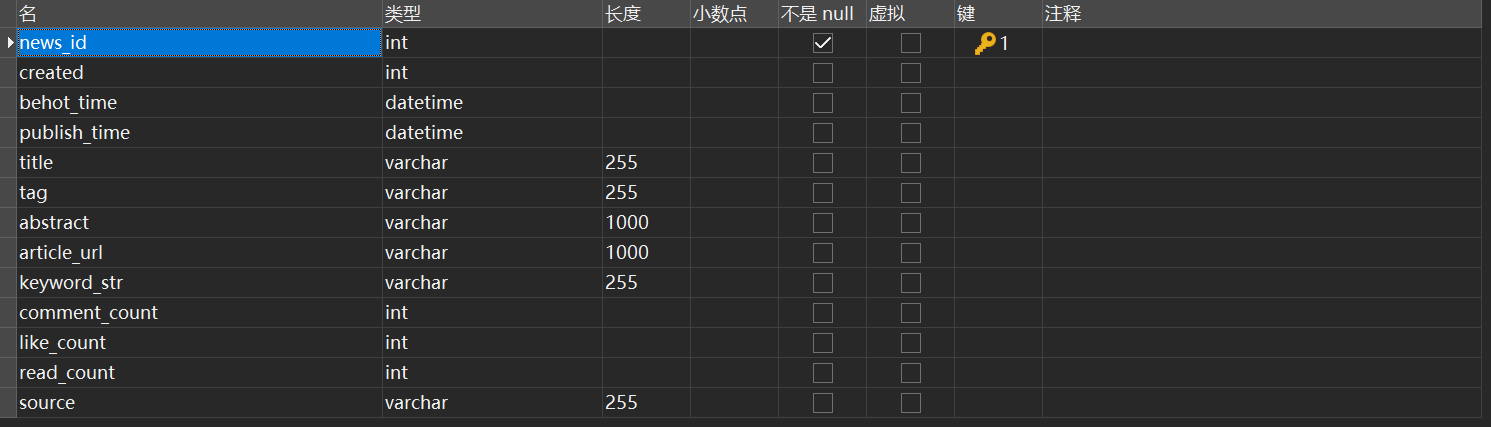 名 类型 长度 小数点 不是 null 虚拟 键 注释
news_id int 1
created int
behot_time datetime
publish_time datetime
title varchar 255
tag varchar 255
abstract varchar 1000
article_url varchar 1000
keyword_str varchar 255
comment_count int
like_count int
read_count int
source varchar 255